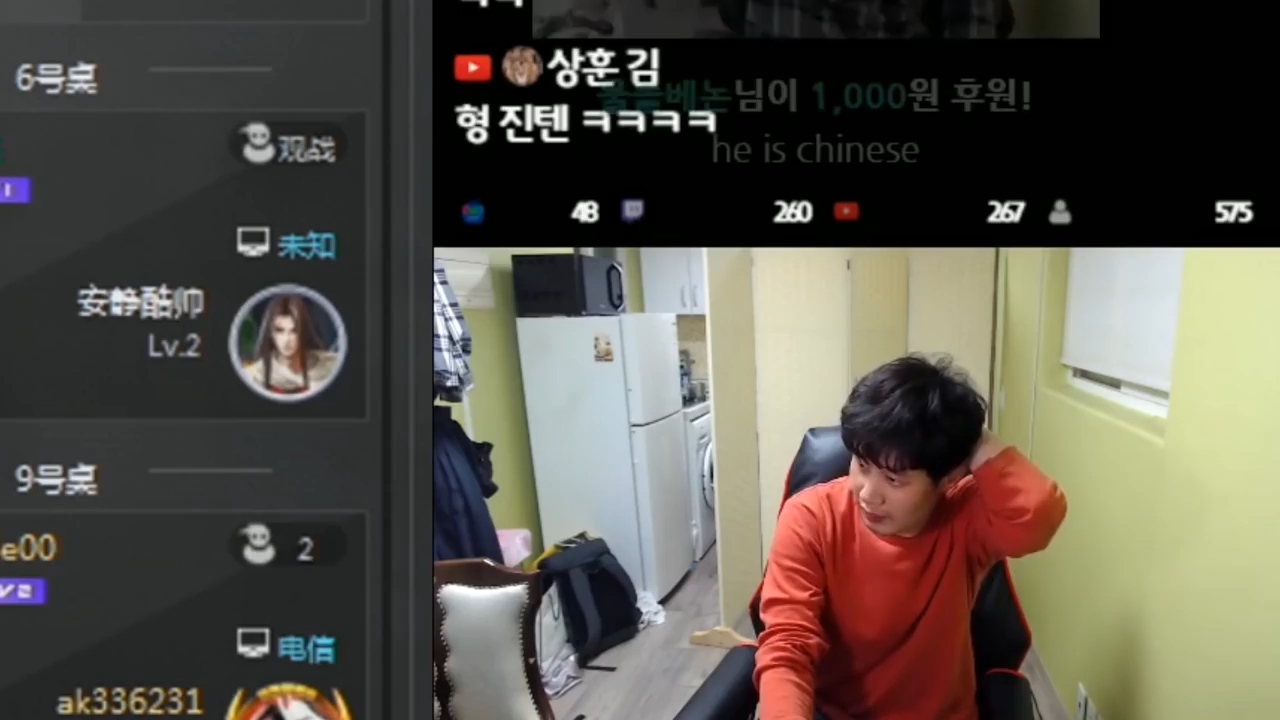 6号桌
观战
未知
安静酷帅
Lv.2
9号桌
e00
2
电信
ak336231
상훈 김
형 진텐 ㅋㅋㅋㅋ
님이 1,000원 후원!
he is chinese
48
260
267
575